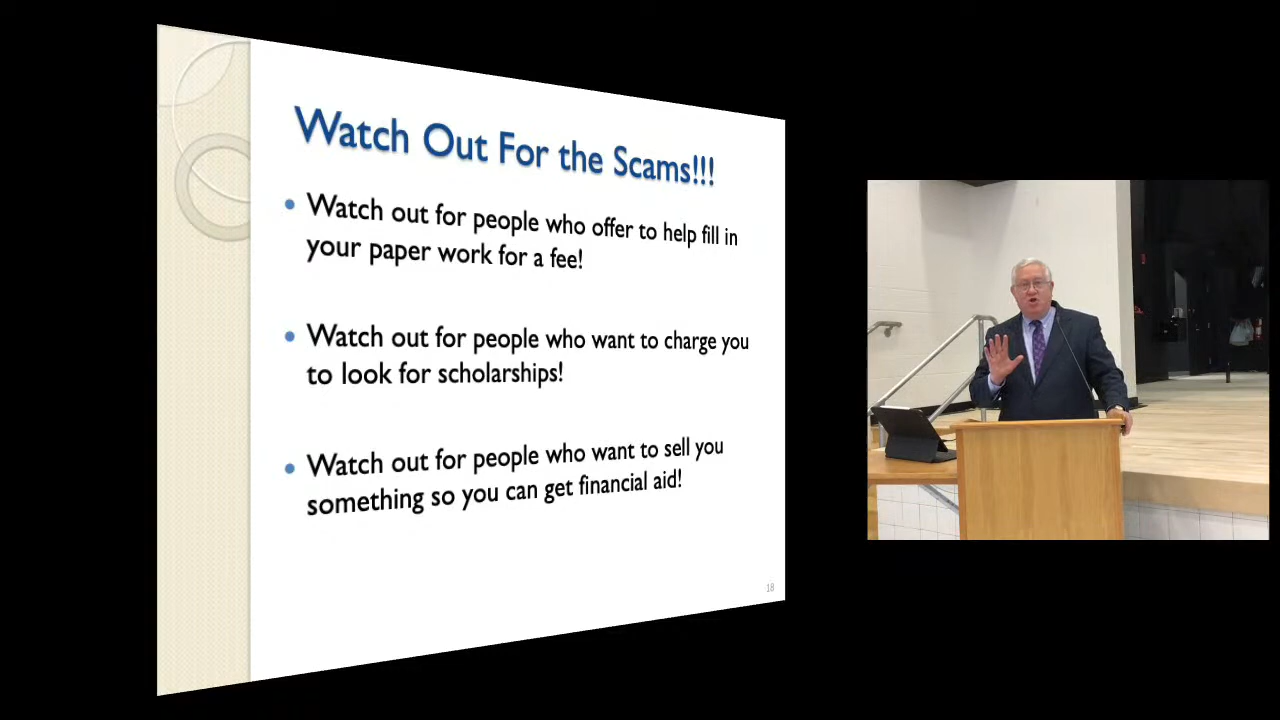 Watch Out For the Scams!!!
Watch out for people who offer to help fill in
your paper work for a fee!
Watch out for people who want to charge you
to look for scholarships!
Watch out for people who want to sell you
something so you can get financial aid!
18